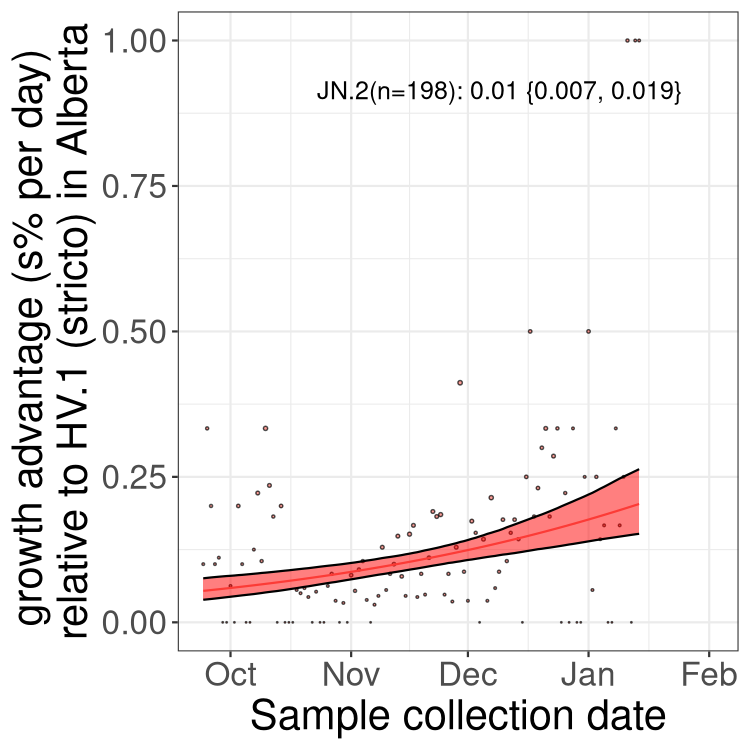 growth advantage (s% per day)
relative to HV.1 (stricto) in Alberta
1.00
0.75
0.50
0.25
0.00
JN.2(n=198): 0.01 {0.007, 0.019}
Oct Nov Dec Jan Feb
Sample collection date